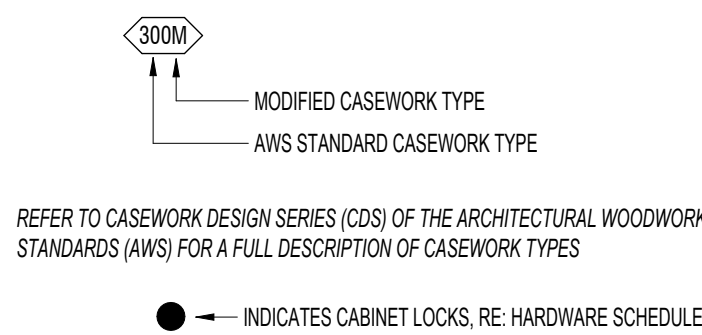 300M
MODIFIED CASEWORK TYPE
AWS STANDARD CASEWORK TYPE
REFER TO CASEWORK DESIGN SERIES (CDS) OF THE ARCHITECTURAL WOODWORK
STANDARDS (AWS) FOR A FULL DESCRIPTION OF CASEWORK TYPES
INDICATES CABINET LOCKS, RE: HARDWARE SCHEDULE